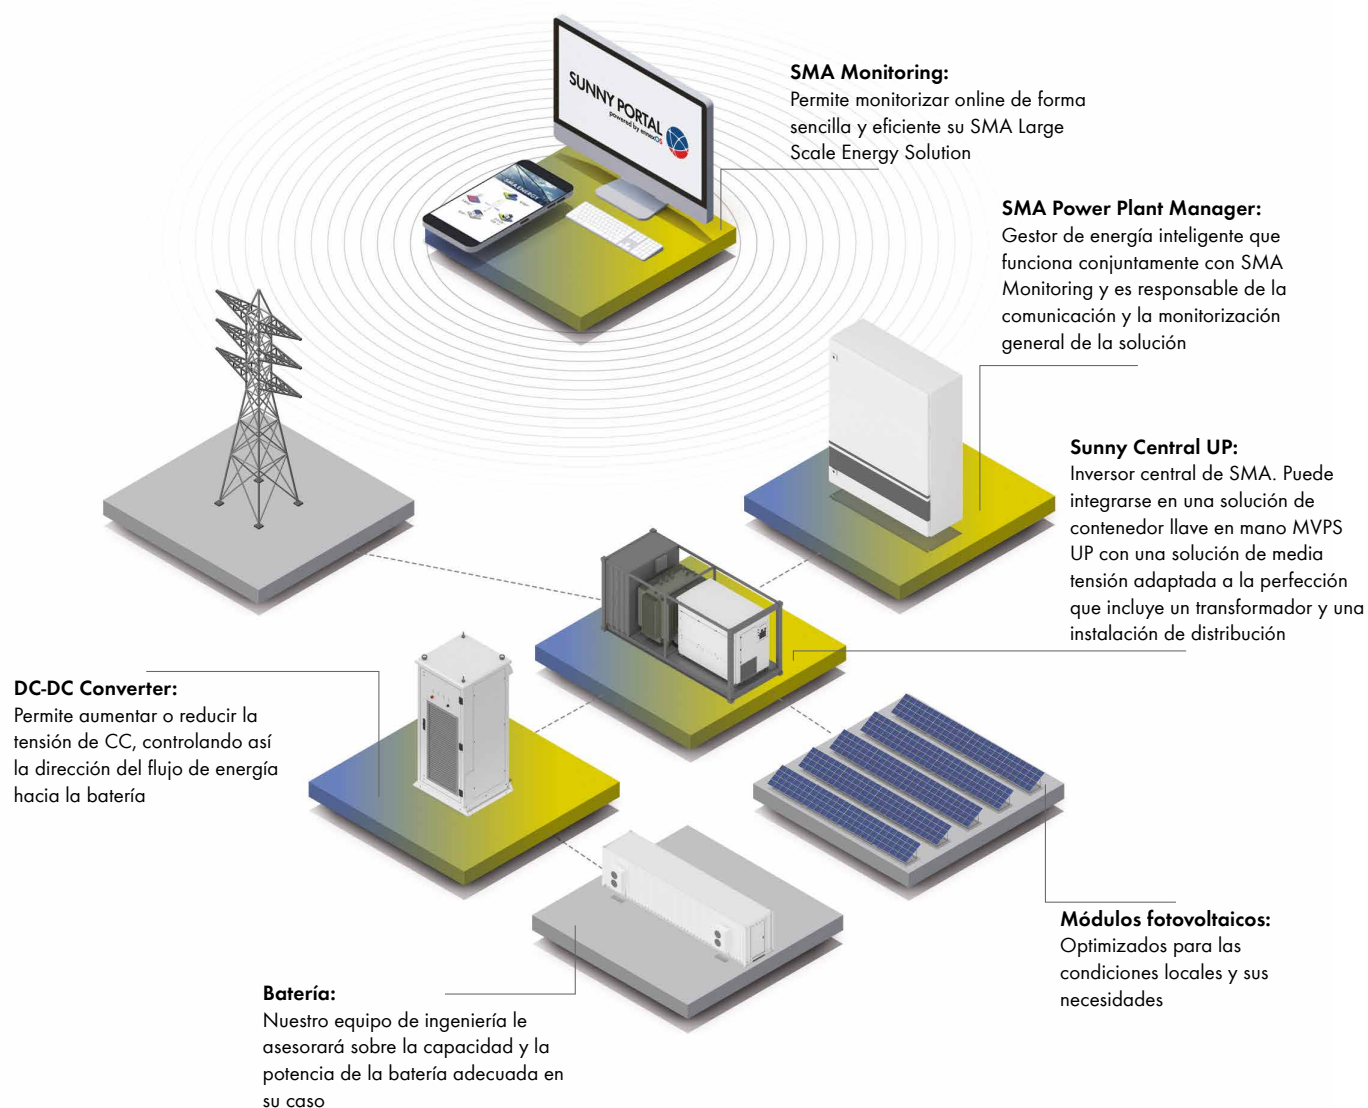 SUNNY PORTAL
powered by ennexOS
SMA ENERGY
SMA Monitoring:
Permite monitorizar online de forma
sencilla y eficiente su SMA Large
Scale Energy Solution
SMA Power Plant Manager:
Gestor de energía inteligente que
funciona conjuntamente con SMA
Monitoring y es responsable de la
comunicación y la monitorización
general de la solución
Sunny Central UP:
Inversor central de SMA. Puede
integrarse en una solución de
contenedor llave en mano MVPS
UP con una solución de media
tensión adaptada a la perfección
que incluye un transformador y una
instalación de distribución
DC-DC Converter:
Permite aumentar o reducir la
tensión de CC, controlando así
la dirección del flujo de energía
hacia la batería
Módulos fotovoltaicos:
Optimizados para las
condiciones locales y sus
necesidades
Batería:
Nuestro equipo de ingeniería le
asesorará sobre la capacidad y la
potencia de la batería adecuada en
su caso